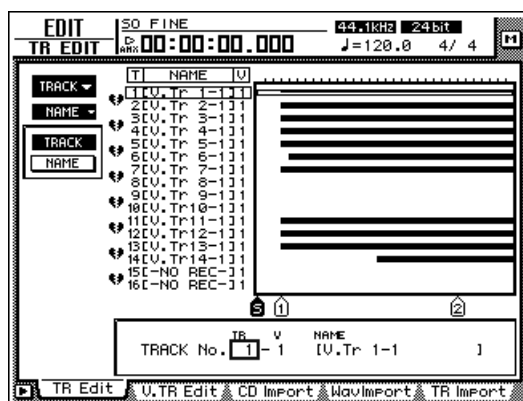 EDIT
TR EDIT
SO FINE
ABS 00:00:00.000
44.1kHz 24bit
♩=120.0 4/ 4
M
TRACK
NAME
TRACK
NAME
T NAME V
1[V.Tr 1-1]1
2[V.Tr 2-1]1
3[V.Tr 3-1]1
4[V.Tr 4-1]1
5[V.Tr 5-1]1
6[V.Tr 6-1]1
7[V.Tr 7-1]1
8[V.Tr 8-1]1
9[V.Tr 9-1]1
10[V.Tr10-1]1
11[V.Tr11-1]1
12[V.Tr12-1]1
13[V.Tr13-1]1
14[V.Tr14-1]1
15[-NO REC-]1
16[-NO REC-]1
S 1 2
TR V NAME
TRACK No. 1- 1 [V.Tr 1-1 ]
TR Edit V.TR Edit CD Import WavImport TR Import